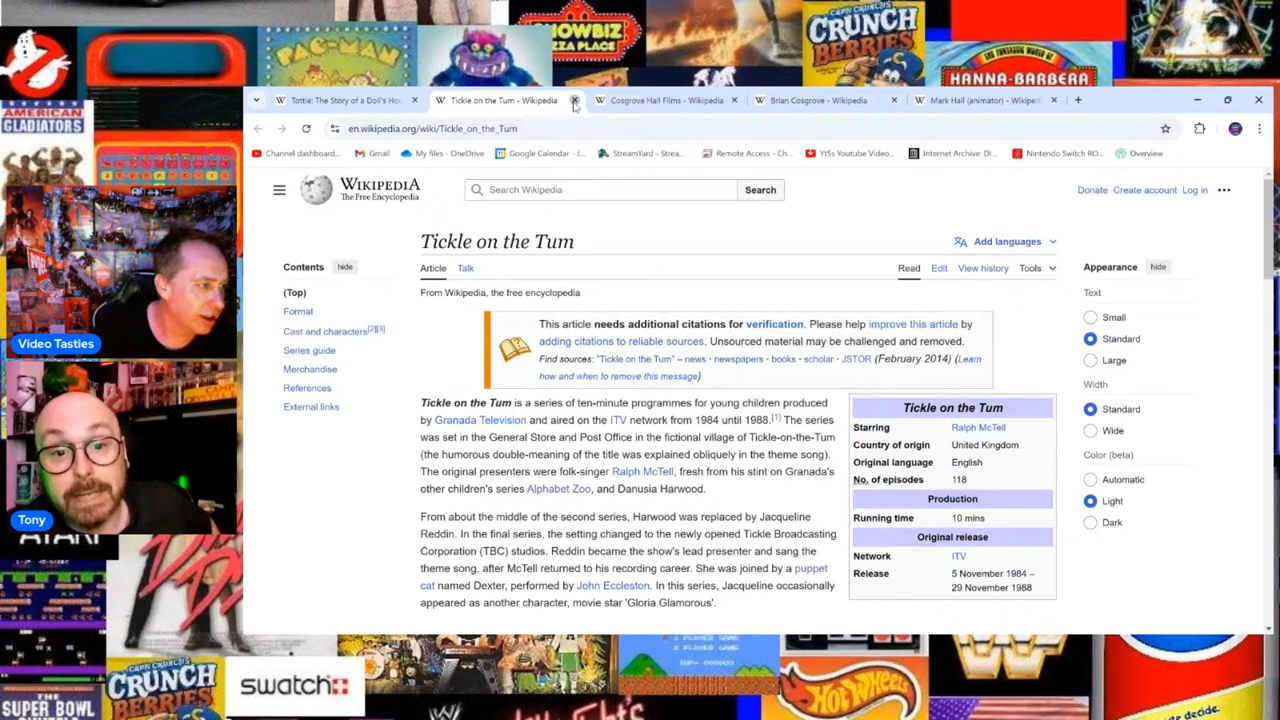 SHOWBIZ
PIZZA PLACE
CRUNCH
BERRIES
PAC-MAN
THE FUNTASTIC WORLD OF
HANNA-BARBERA
AMERICAN
GLADIATORS
Tottie: The Story of a Doll's Hou
Tickle on the Tum - Wikipedia
Cosgrove Hall Films - Wikipedia
Brian Cosgrove - Wikipedia
Mark Hall (animator) - Wikipedi
en.wikipedia.org/wiki/Tickle_on_the_Tum
Channel dashboard...
Gmail
My files - OneDrive
Google Calendar - J...
StreamYard - Strea...
Remote Access - Ch...
Yt5s Youtube Video...
Internet Archive: Di...
Nintendo Switch RO...
Overview
WIKIPEDIA
The Free Encyclopedia
Search Wikipedia
Search
Donate Create account Log in
Tickle on the Tum
Add languages
Contents hide
Article Talk
Read Edit View history Tools
Appearance hide
(Top)
Format
Cast and characters[2][3]
Series guide
Merchandise
References
External links
From Wikipedia, the free encyclopedia
This article needs additional citations for verification. Please help improve this article by
adding citations to reliable sources. Unsourced material may be challenged and removed.
Find sources: "Tickle on the Tum" – news · newspapers · books · scholar · JSTOR (February 2014) (Learn
how and when to remove this message)
Tickle on the Tum is a series of ten-minute programmes for young children produced
by Granada Television and aired on the ITV network from 1984 until 1988.[1] The series
was set in the General Store and Post Office in the fictional village of Tickle-on-the-Tum
(the humorous double-meaning of the title was explained obliquely in the theme song).
The original presenters were folk-singer Ralph McTell, fresh from his stint on Granada's
other children's series Alphabet Zoo, and Danusia Harwood.
From about the middle of the second series, Harwood was replaced by Jacqueline
Reddin. In the final series, the setting changed to the newly opened Tickle Broadcasting
Corporation (TBC) studios. Reddin became the show's lead presenter and sang the
theme song, after McTell returned to his recording career. She was joined by a puppet
cat named Dexter, performed by John Eccleston. In this series, Jacqueline occasionally
appeared as another character, movie star 'Gloria Glamorous'.
Tickle on the Tum
Starring Ralph McTell
Country of origin United Kingdom
Original language English
No. of episodes 118
Production
Running time 10 mins
Original release
Network ITV
Release 5 November 1984 –
29 November 1988
Text
Small
Standard
Large
Width
Standard
Wide
Color (beta)
Automatic
Light
Dark
Video Tasties
Tony
ATARI
CRUNCH
BERRIES
swatch
THE
SUPER BOWL
HOT WHEELS
decide.